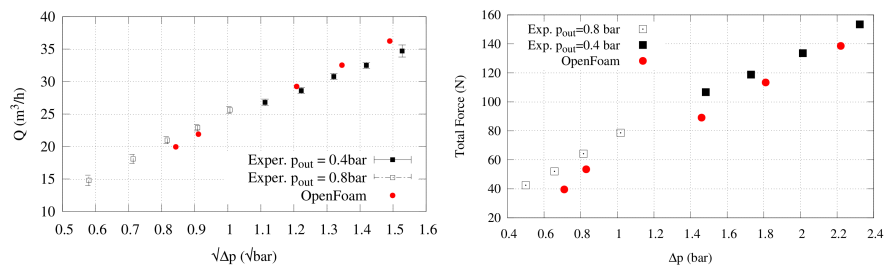 40
35
30
25
20
15
10
Q (m³/h)
Exper. pout = 0.4bar
Exper. pout = 0.8bar
OpenFoam
0.5 0.6 0.7 0.8 0.9 1 1.1 1.2 1.3 1.4 1.5 1.6
√Δp (√bar)
160
140
120
100
80
60
40
20
Total Force (N)
Exp. pout=0.8 bar
Exp. pout=0.4 bar
OpenFoam
0.4 0.6 0.8 1 1.2 1.4 1.6 1.8 2 2.2 2.4
Δp (bar)